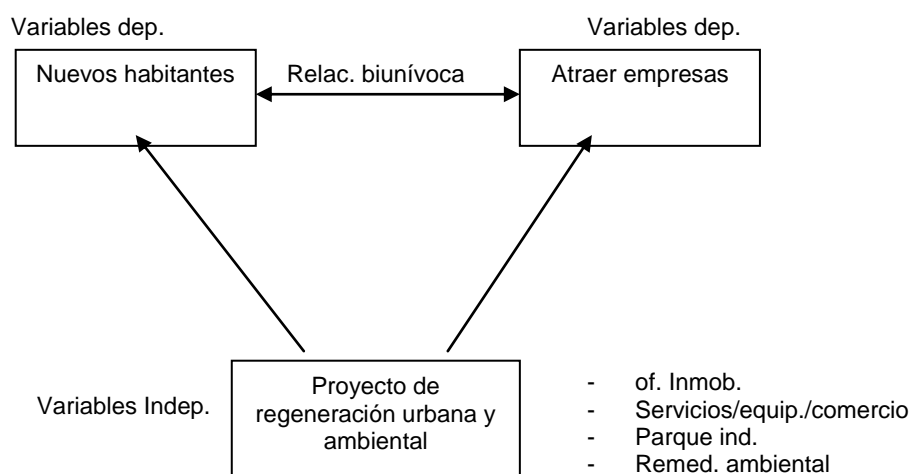 Variables dep.
Variables dep.
Nuevos habitantes
Relac. biunívoca
Atraer empresas
Variables Indep.
Proyecto de
regeneración urbana y
ambiental
- of. Inmob.
- Servicios/equip./comercio
- Parque ind.
- Remed. ambiental